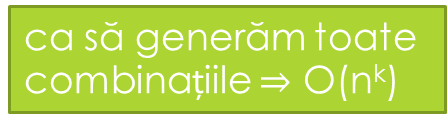 ca să generăm toate
combinațiile ⇒ O(nᵏ)